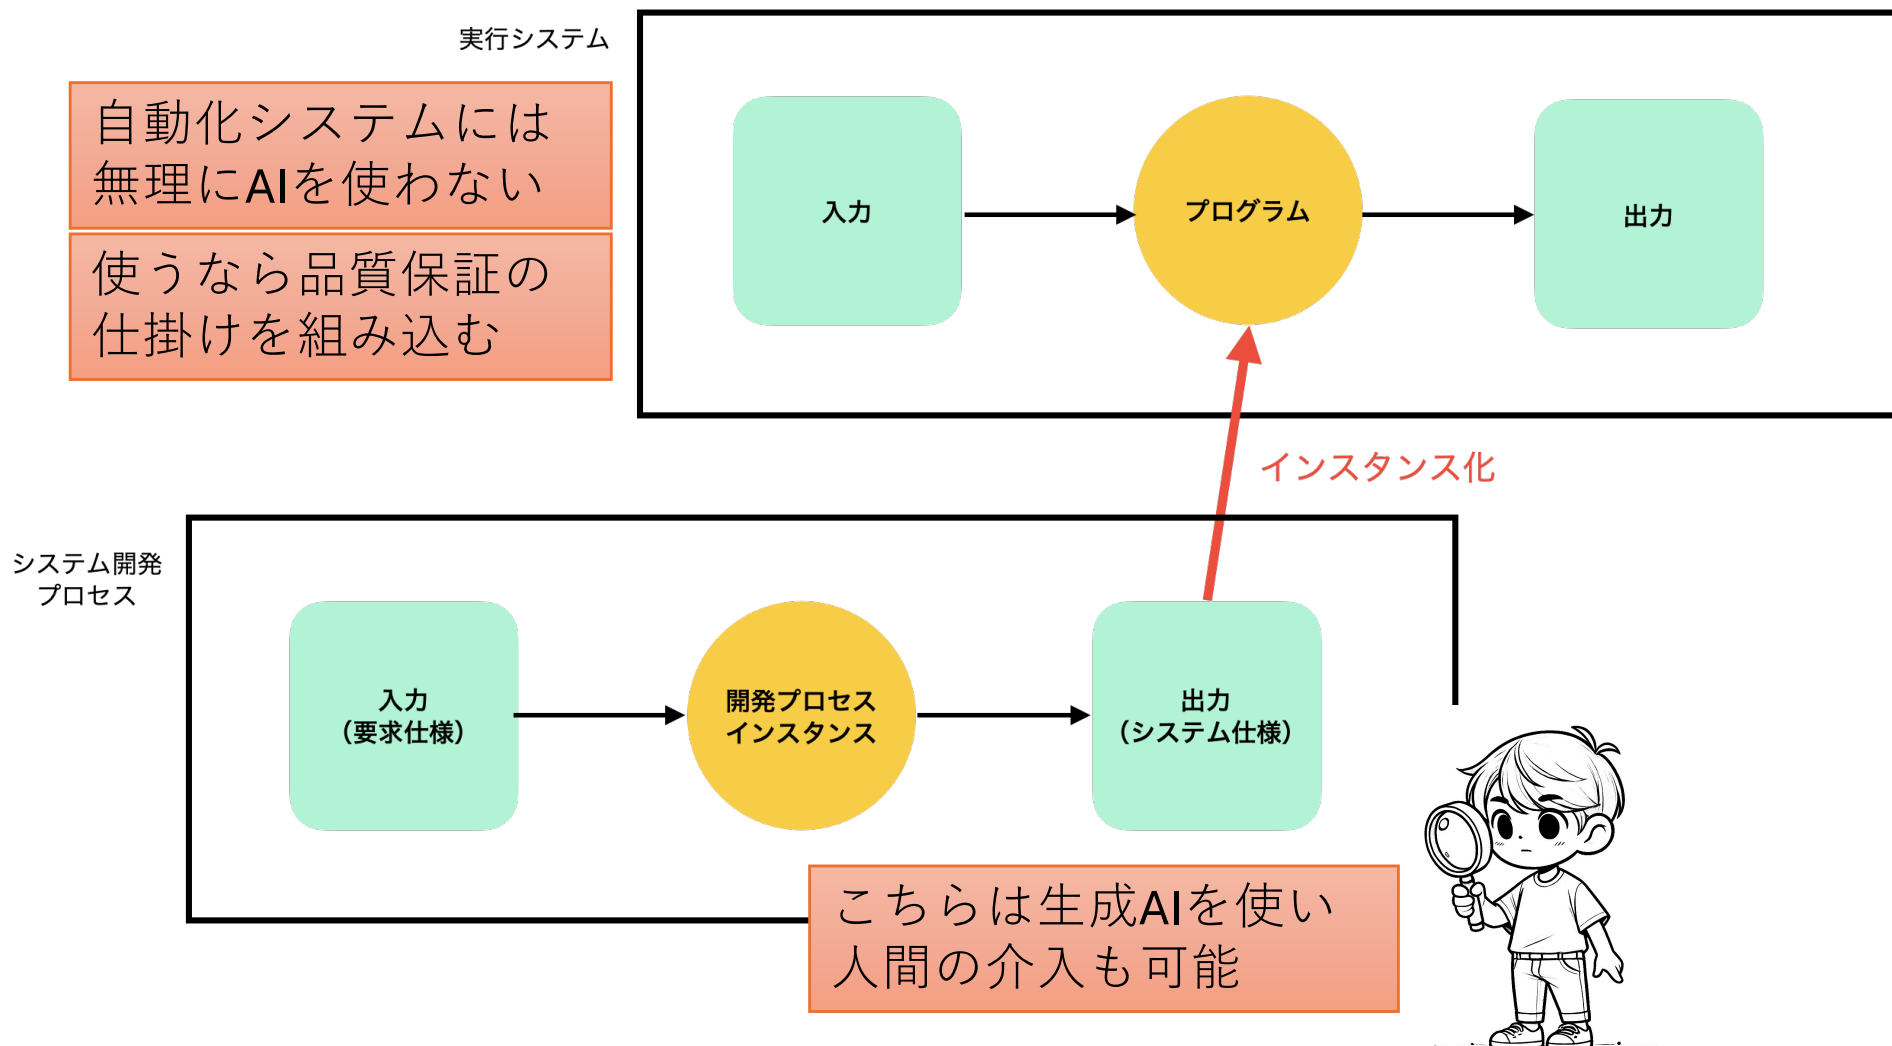 実行システム
自動化システムには
無理にAIを使わない
使うなら品質保証の
仕掛けを組み込む
入力
プログラム
出力
インスタンス化
システム開発
プロセス
入力
（要求仕様）
開発プロセス
インスタンス
出力
（システム仕様）
こちらは生成AIを使い
人間の介入も可能